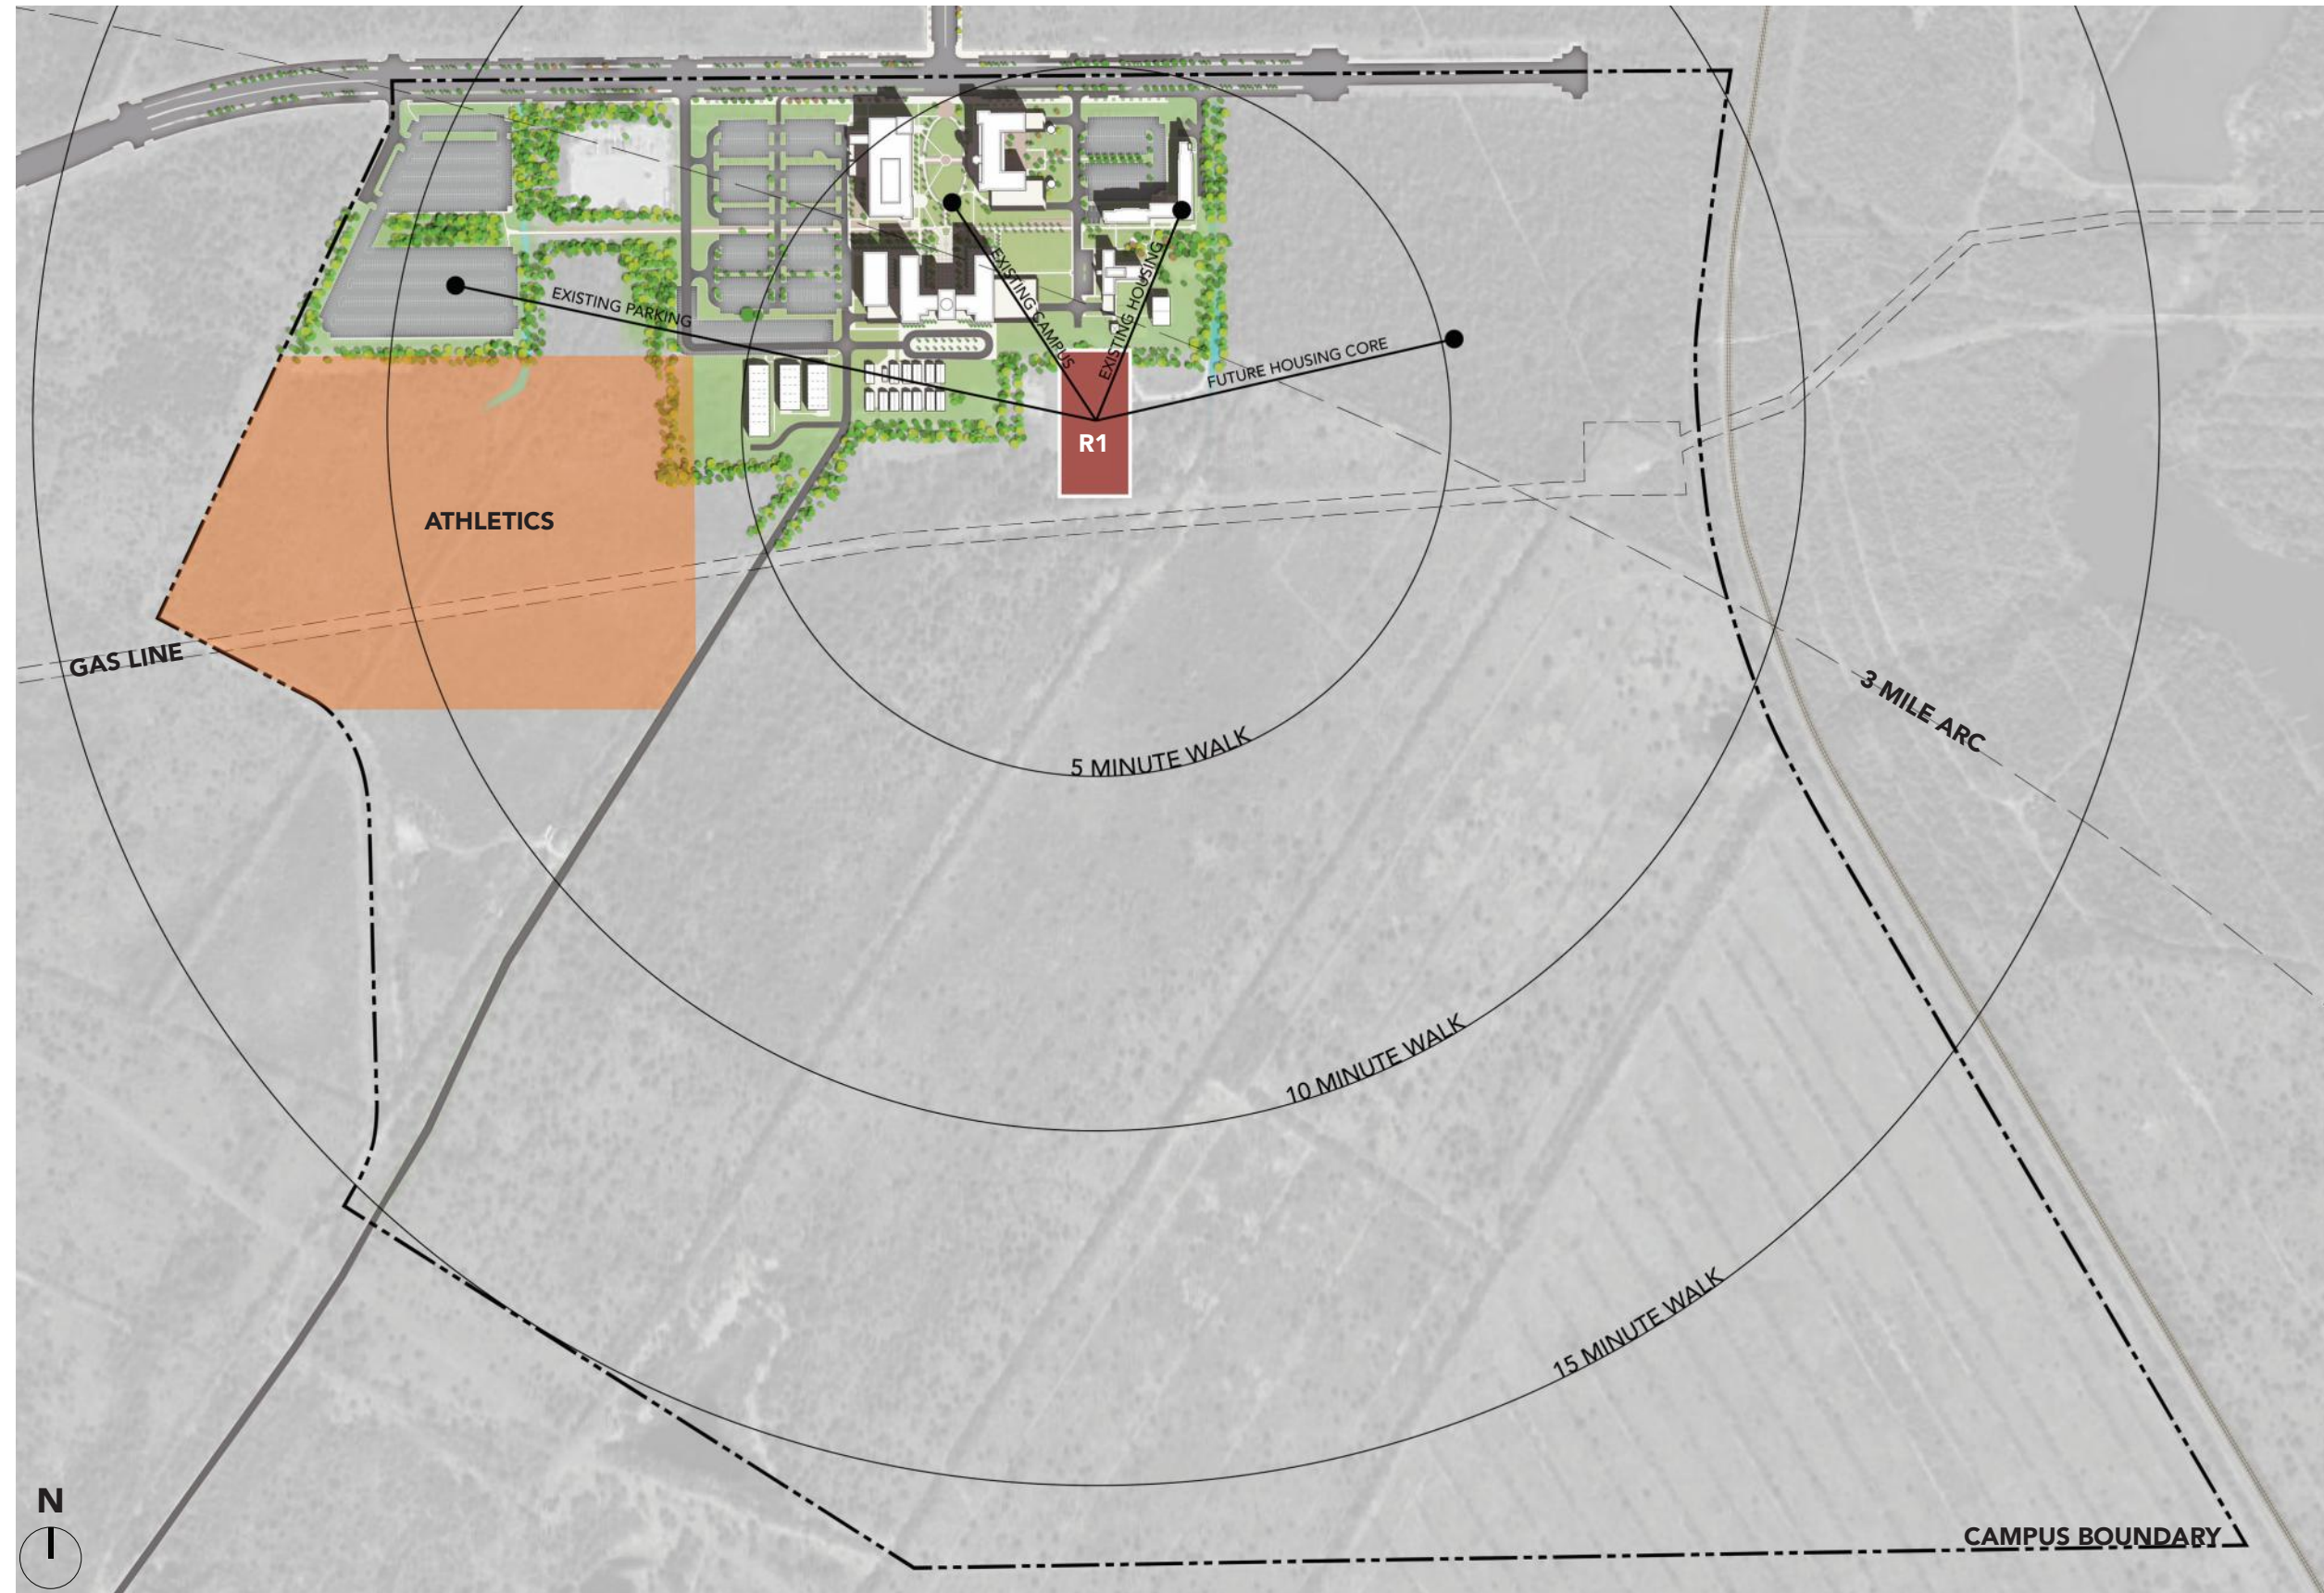 EXISTING PARKING
EXISTING CAMPUS
EXISTING HOUSING
FUTURE HOUSING CORE
R1
ATHLETICS
GAS LINE
3 MILE ARC
5 MINUTE WALK
10 MINUTE WALK
15 MINUTE WALK
N
CAMPUS BOUNDARY